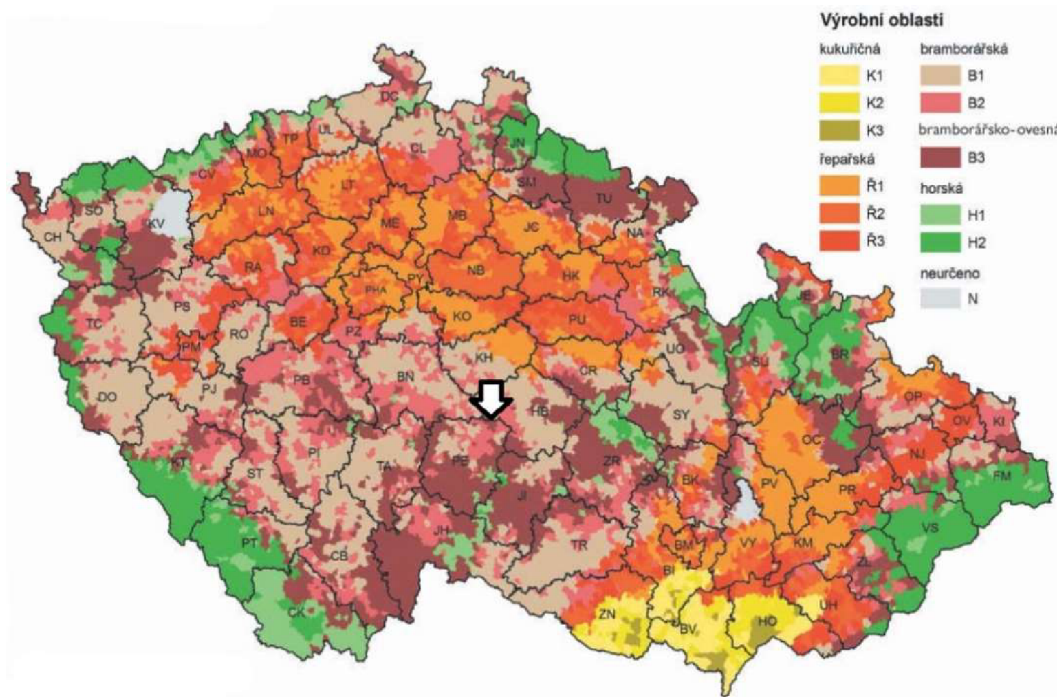 Výrobní oblasti
kukuřičná
K1
K2
K3
řepařská
Ř1
Ř2
Ř3
bramborářská
B1
B2
bramborářsko-ovesná
B3
horská
H1
H2
neurčeno
N
DC
LI
UL
TP
MO
CV
CL
JN
SM
TU
LT
SO
KV
CH
LN
ME
MB
JC
NA
KD
RA
NB
HK
RK
PY
PHA
TC
PS
RO
BE
PZ
KO
PU
PM
KH
CR
UO
SU
JE
BR
DO
PJ
PB
BN
HB
SY
OP
OV
KI
OC
NJ
KT
ST
PI
TA
PE
ZR
BK
PV
PR
FM
JI
JH
TR
BM
VY
KM
VS
PT
CB
CK
ZN
BV
HO
UH
ZL